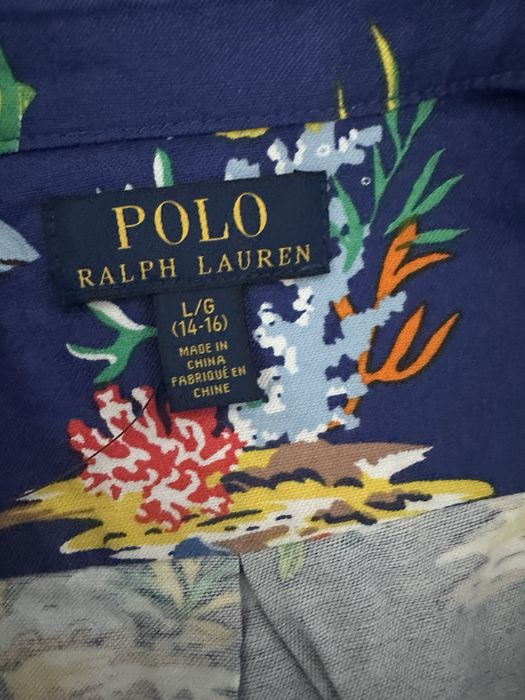 POLO
RALPH LAUREN
L/G
(14-16)
MADE IN
CHINA
FABRIQUÉ EN
CHINE